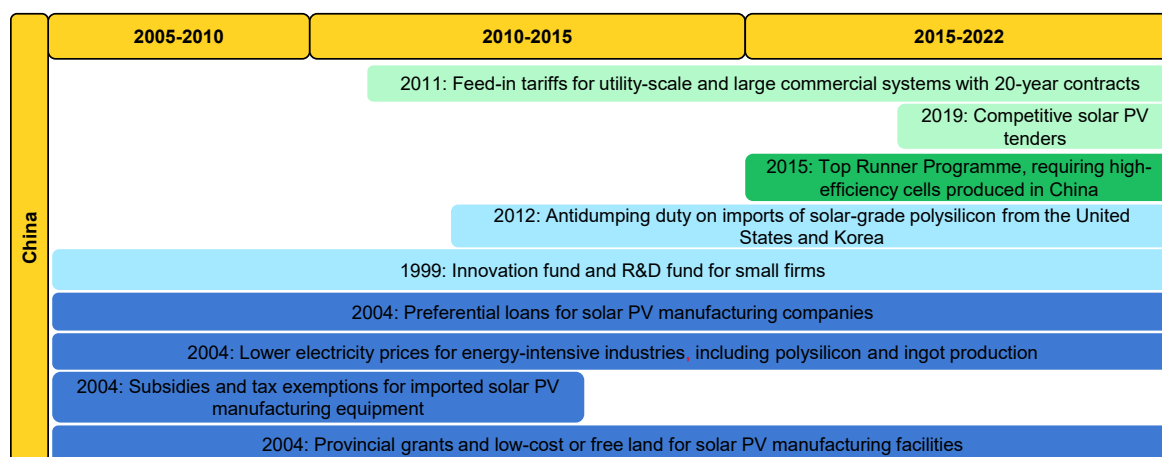 2005-2010
2010-2015
2015-2022
China
2011: Feed-in tariffs for utility-scale and large commercial systems with 20-year contracts
2019: Competitive solar PV
tenders
2015: Top Runner Programme, requiring high-
efficiency cells produced in China
2012: Antidumping duty on imports of solar-grade polysilicon from the United
States and Korea
1999: Innovation fund and R&D fund for small firms
2004: Preferential loans for solar PV manufacturing companies
2004: Lower electricity prices for energy-intensive industries, including polysilicon and ingot production
2004: Subsidies and tax exemptions for imported solar PV
manufacturing equipment
2004: Provincial grants and low-cost or free land for solar PV manufacturing facilities